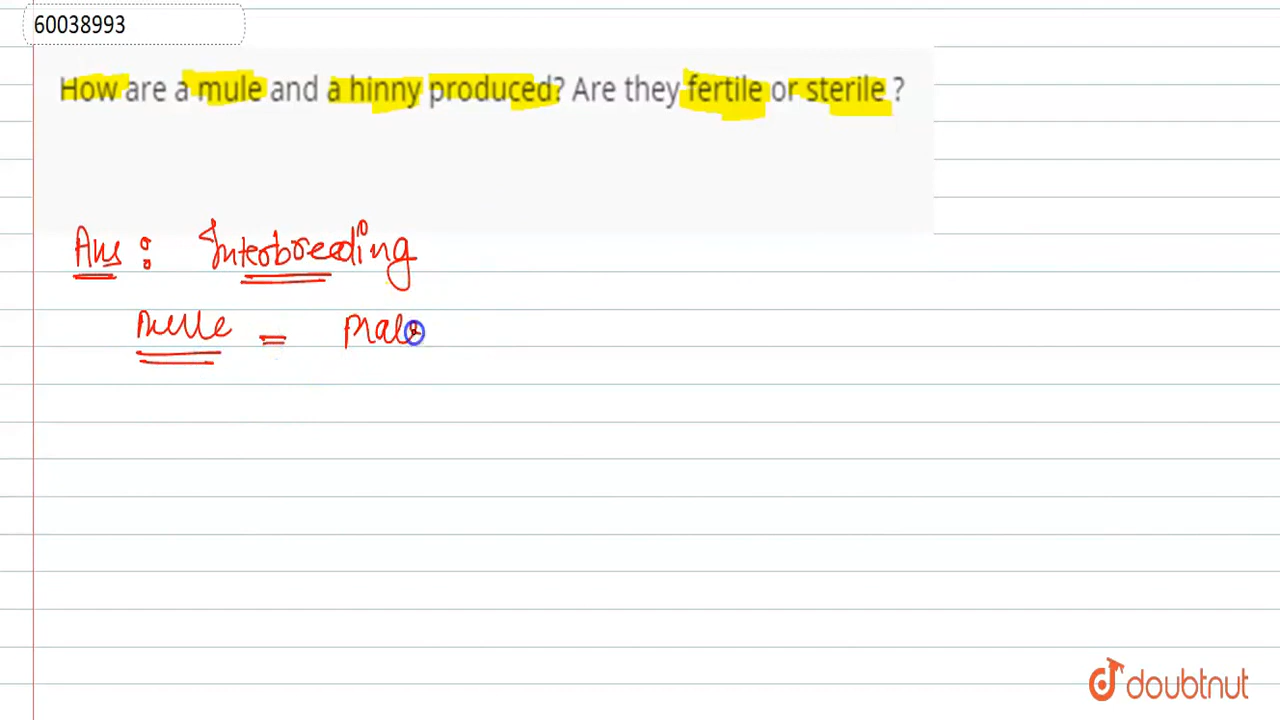 60038993
How are a mule and a hinny produced? Are they fertile or sterile ?
Ans : Interbreeding
Mule = Male
doubtnut